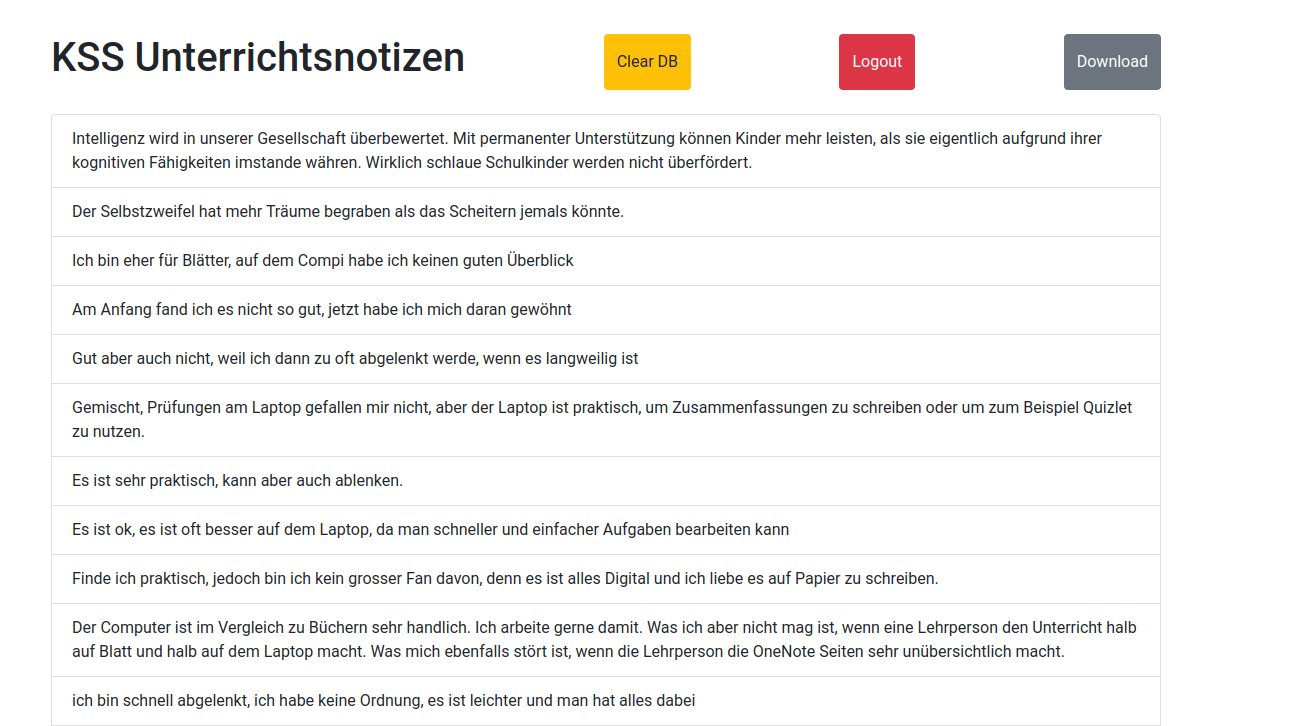 KSS Unterrichtsnotizen
Clear DB
Logout
Download
Intelligenz wird in unserer Gesellschaft überbewertet. Mit permanenter Unterstützung können Kinder mehr leisten, als sie eigentlich aufgrund ihrer
kognitiven Fähigkeiten imstande währen. Wirklich schlaue Schulkinder werden nicht überfördert.
Der Selbstzweifel hat mehr Träume begraben als das Scheitern jemals könnte.
Ich bin eher für Blätter, auf dem Compi habe ich keinen guten Überblick
Am Anfang fand ich es nicht so gut, jetzt habe ich mich daran gewöhnt
Gut aber auch nicht, weil ich dann zu oft abgelenkt werde, wenn es langweilig ist
Gemischt, Prüfungen am Laptop gefallen mir nicht, aber der Laptop ist praktisch, um Zusammenfassungen zu schreiben oder um zum Beispiel Quizlet
zu nutzen.
Es ist sehr praktisch, kann aber auch ablenken.
Es ist ok, es ist oft besser auf dem Laptop, da man schneller und einfacher Aufgaben bearbeiten kann
Finde ich praktisch, jedoch bin ich kein grosser Fan davon, denn es ist alles Digital und ich liebe es auf Papier zu schreiben.
Der Computer ist im Vergleich zu Büchern sehr handlich. Ich arbeite gerne damit. Was ich aber nicht mag ist, wenn eine Lehrperson den Unterricht halb
auf Blatt und halb auf dem Laptop macht. Was mich ebenfalls stört ist, wenn die Lehrperson die OneNote Seiten sehr unübersichtlich macht.
ich bin schnell abgelenkt, ich habe keine Ordnung, es ist leichter und man hat alles dabei